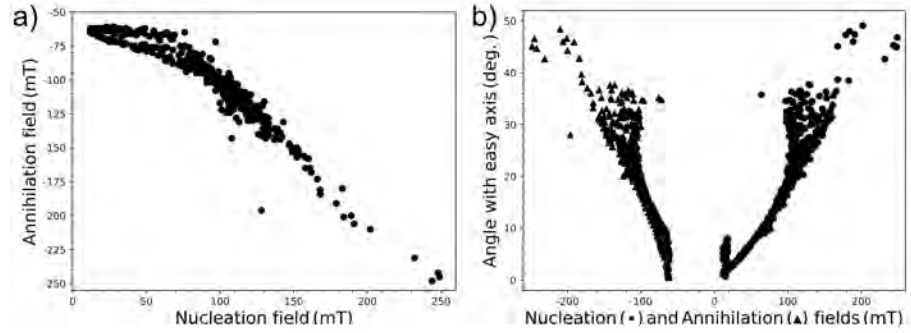 a)
Annihilation field (mT)
-50
-75
-100
-125
-150
-175
-200
-225
-250
0 50 100 150 200 250
Nucleation field (mT)
b)
Angle with easy axis (deg.)
50
40
30
20
10
0
-200 -100 0 100 200
Nucleation (•) and Annihilation (▲) fields (mT)